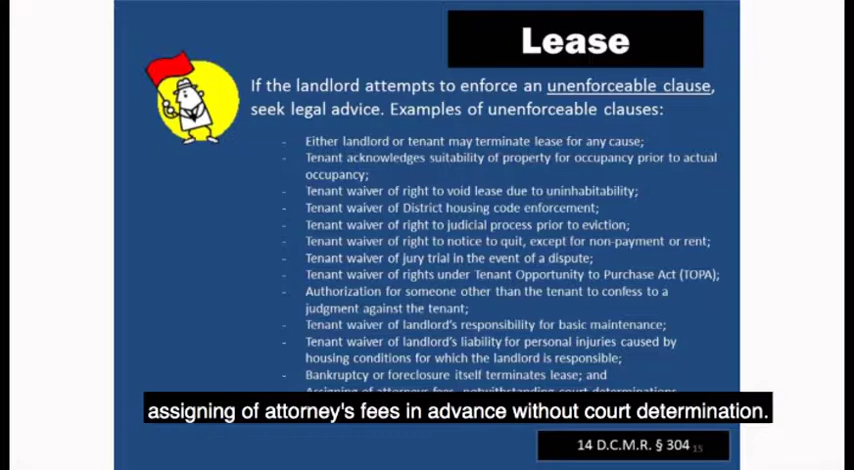 Lease
If the landlord attempts to enforce an unenforceable clause,
seek legal advice. Examples of unenforceable clauses:
- Either landlord or tenant may terminate lease for any cause;
- Tenant acknowledges suitability of property for occupancy prior to actual
occupancy;
- Tenant waiver of right to void lease due to uninhabitability;
- Tenant waiver of District housing code enforcement;
- Tenant waiver of right to judicial process prior to eviction;
- Tenant waiver of right to notice to quit, except for non-payment or rent;
- Tenant waiver of jury trial in the event of a dispute;
- Tenant waiver of rights under Tenant Opportunity to Purchase Act (TOPA);
- Authorization for someone other than the tenant to confess to a
judgment against the tenant;
- Tenant waiver of landlord's responsibility for basic maintenance;
- Tenant waiver of landlord's liability for personal injuries caused by
housing conditions for which the landlord is responsible;
- Bankruptcy or foreclosure itself terminates lease; and
- Assigning of attorneys fees, notwithstanding court determinations
assigning of attorney's fees in advance without court determination.
14 D.C.M.R. § 304 15